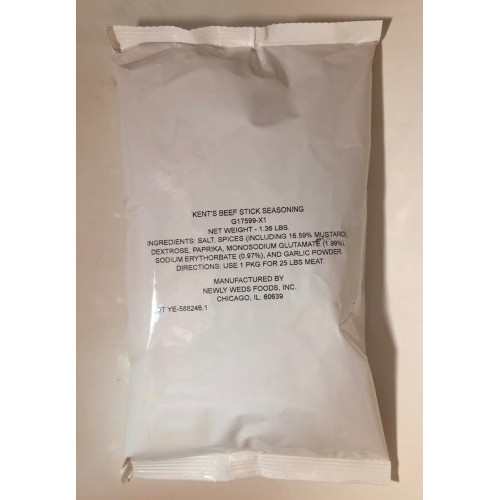 KENT'S BEEF STICK SEASONING
G17599-X1
NET WEIGHT - 1.36 LBS.
INGREDIENTS: SALT, SPICES (INCLUDING 16.59% MUSTARD),
DEXTROSE, PAPRIKA, MONOSODIUM GLUTAMATE (1.99%),
SODIUM ERYTHORBATE (0.97%), AND GARLIC POWDER.
DIRECTIONS: USE 1 PKG FOR 25 LBS MEAT.
MANUFACTURED BY
NEWLY WEDS FOODS, INC.
CHICAGO, IL. 60639
OT YE-588246.1